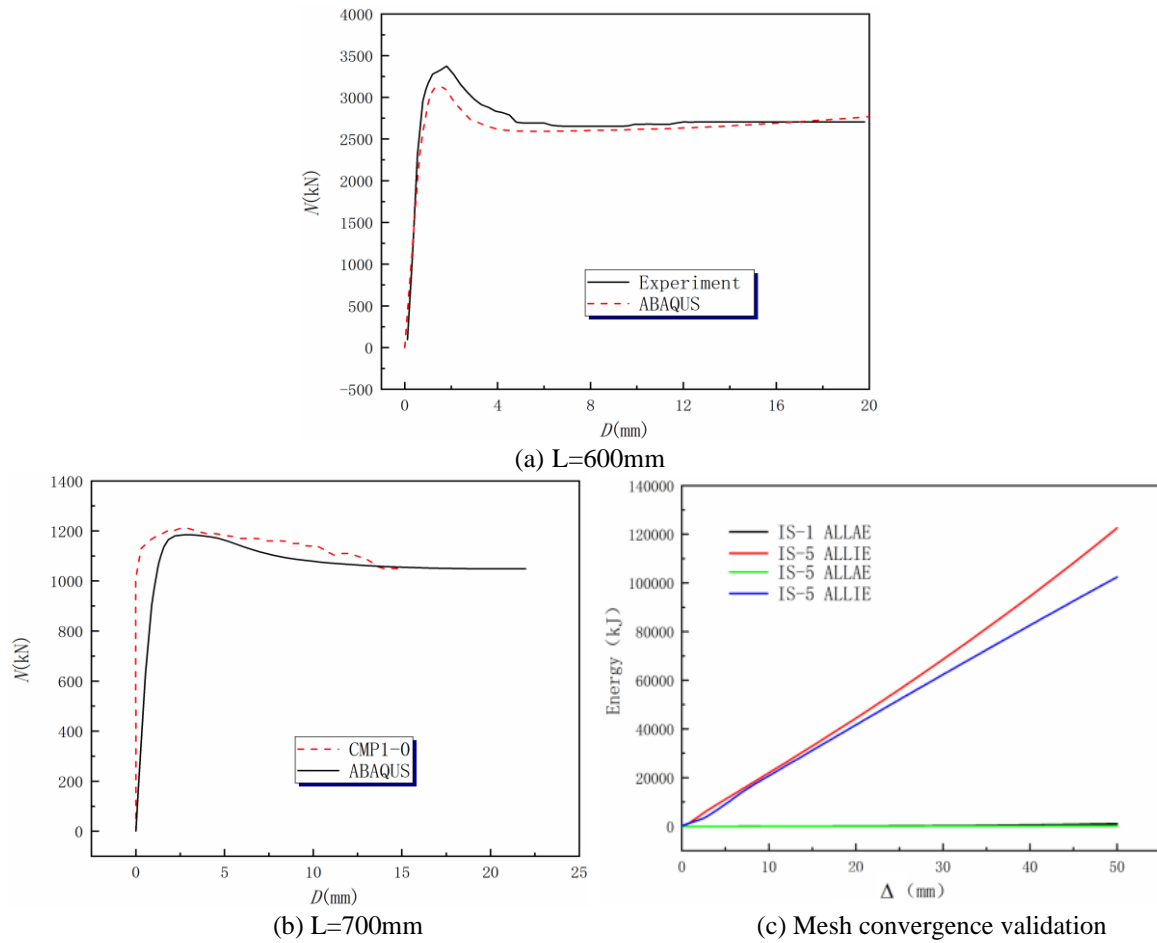 4000
3500
3000
2500
2000
1500
1000
500
0
-500
N(kN)
Experiment
ABAQUS
0 4 8 12 16 20
D(mm)
(a) L=600mm
1400
1200
1000
800
600
400
200
0
N(kN)
CMP1-0
ABAQUS
0 5 10 15 20 25
D(mm)
(b) L=700mm
140000
120000
100000
80000
60000
40000
20000
0
Energy (kJ)
IS-1 ALLAE
IS-5 ALLIE
IS-5 ALLAE
IS-5 ALLIE
0 10 20 30 40 50
Δ (mm)
(c) Mesh convergence validation